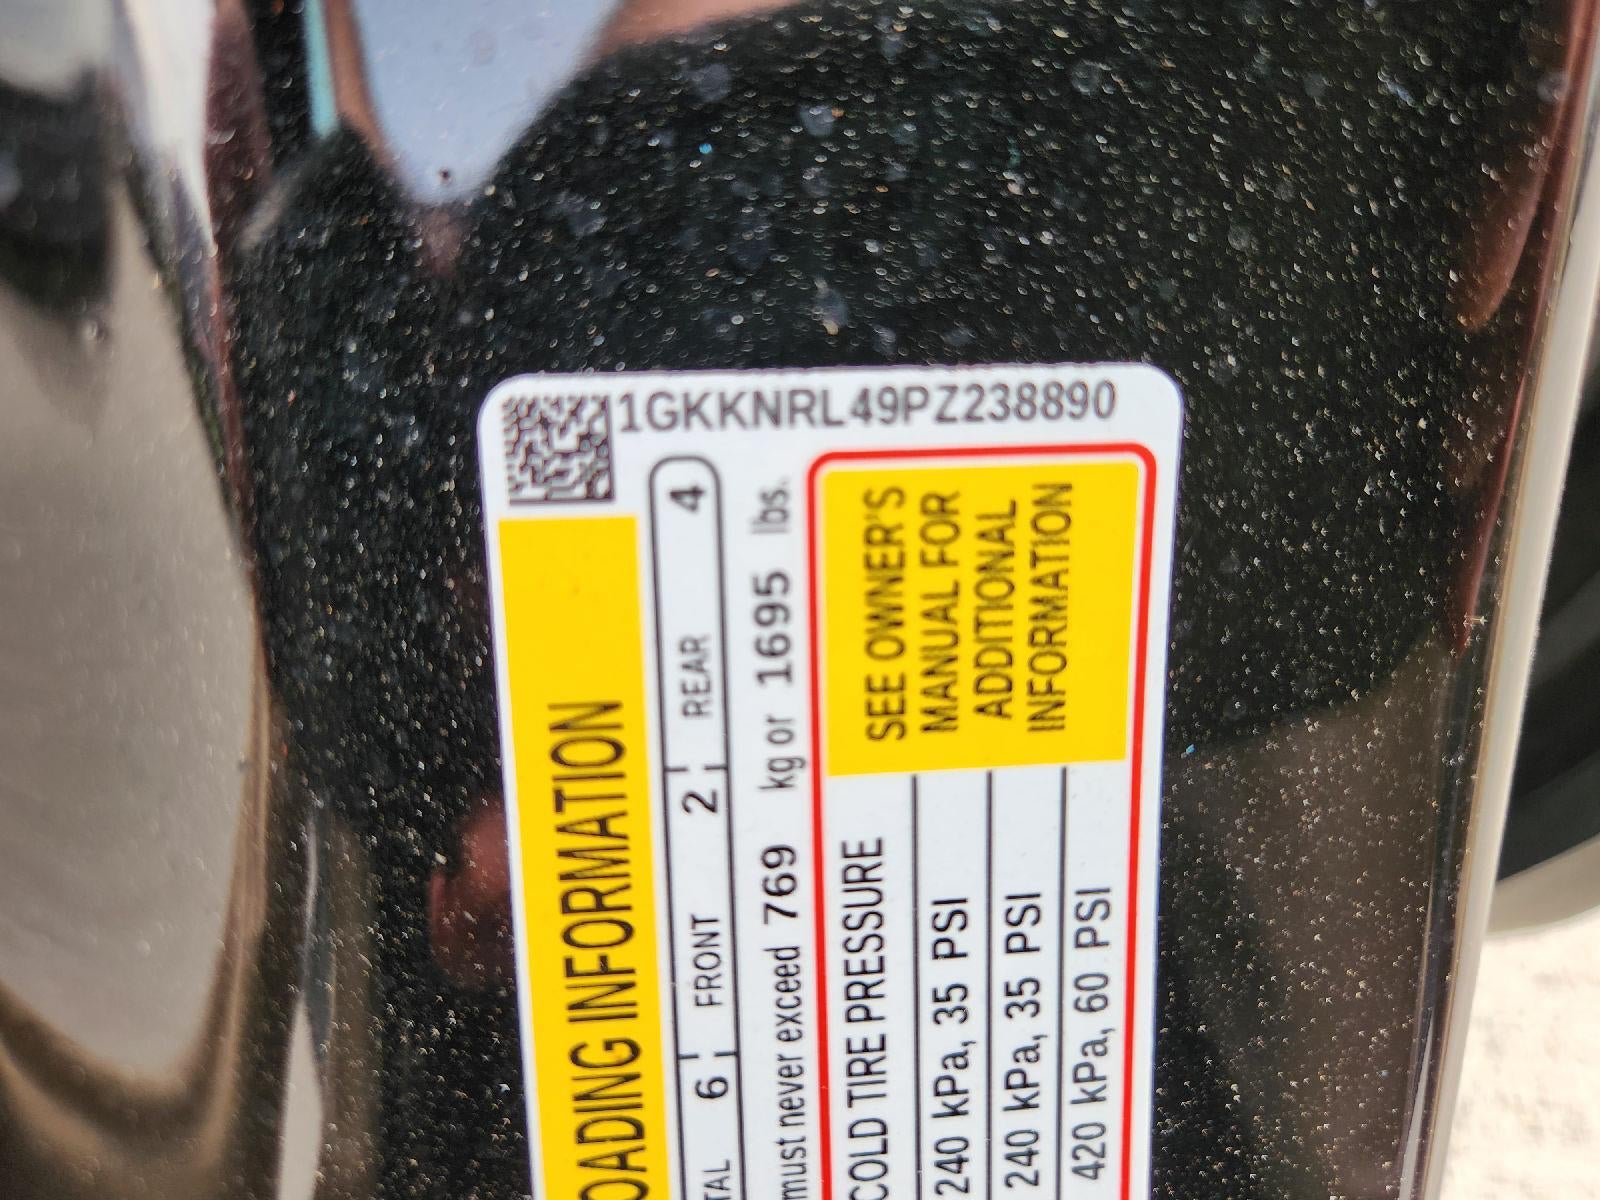 1GKKNRL49PZ238890
OADING INFORMATION
TAL 6 FRONT 2 REAR 4
must never exceed 769 kg or 1695 lbs.
COLD TIRE PRESSURE
240 kPa, 35 PSI
240 kPa, 35 PSI
420 kPa, 60 PSI
SEE OWNER'S
MANUAL FOR
ADDITIONAL
INFORMATION